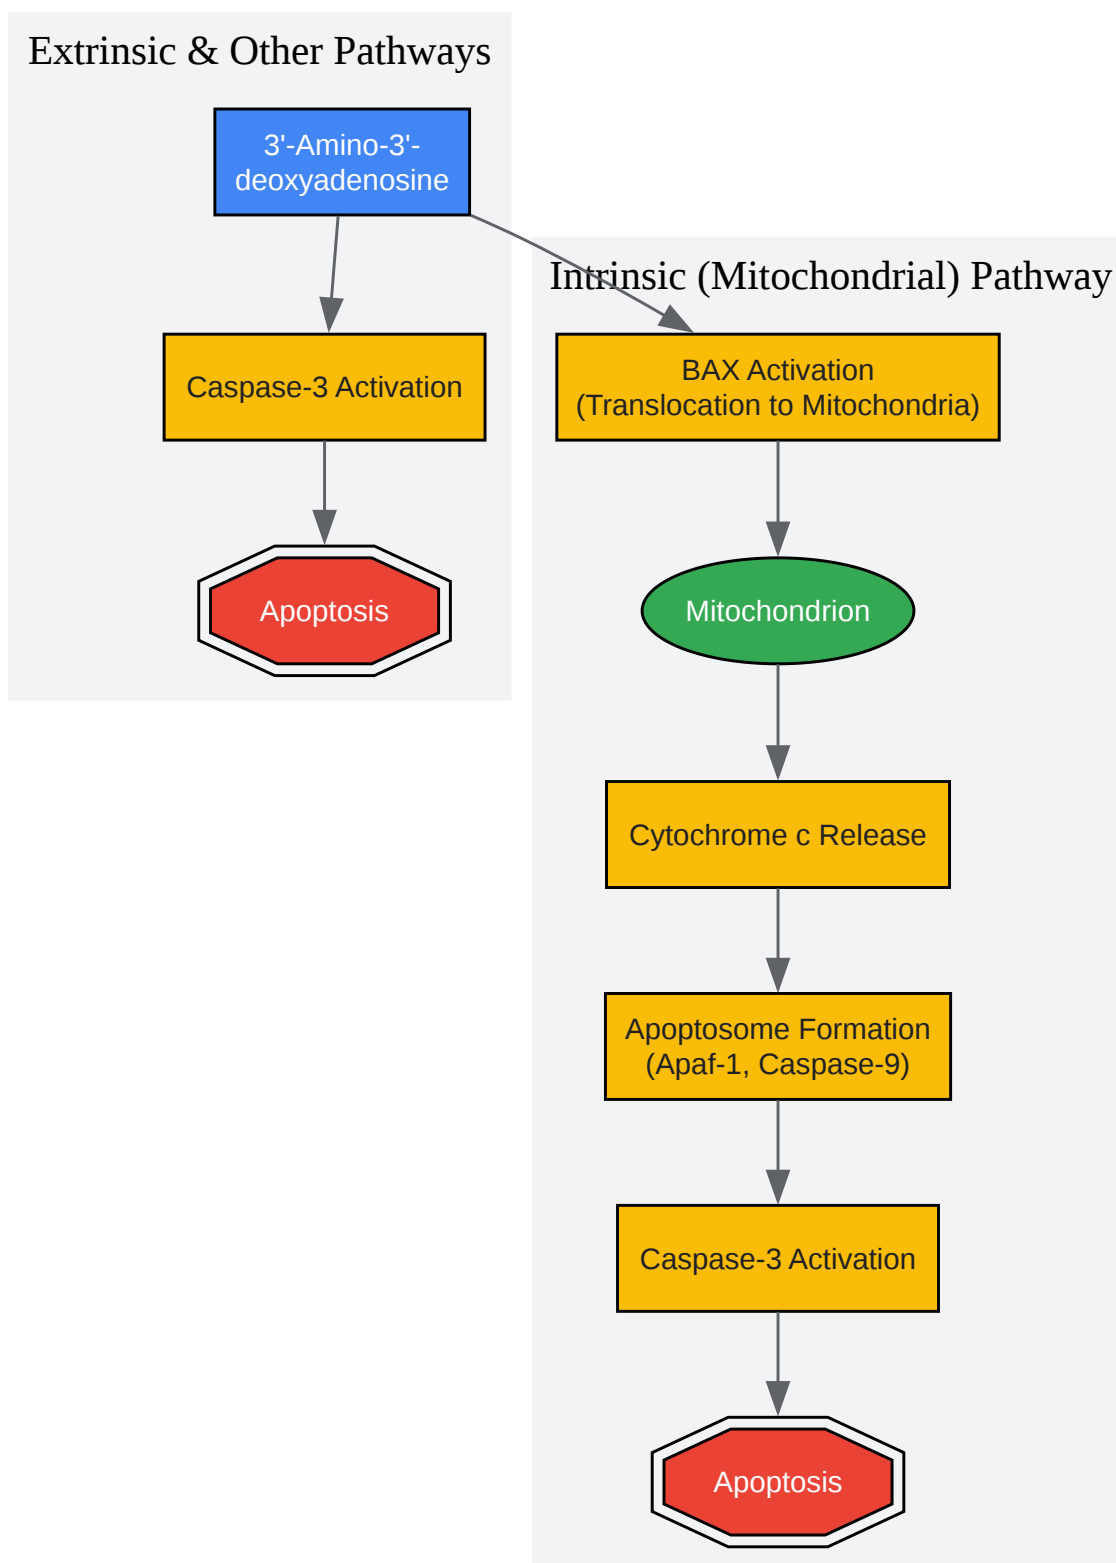 Extrinsic & Other Pathways
3'-Amino-3'-
deoxyadenosine
Caspase-3 Activation
Apoptosis
Intrinsic (Mitochondrial) Pathway
BAX Activation
(Translocation to Mitochondria)
Mitochondrion
Cytochrome c Release
Apoptosome Formation
(Apaf-1, Caspase-9)
Caspase-3 Activation
Apoptosis